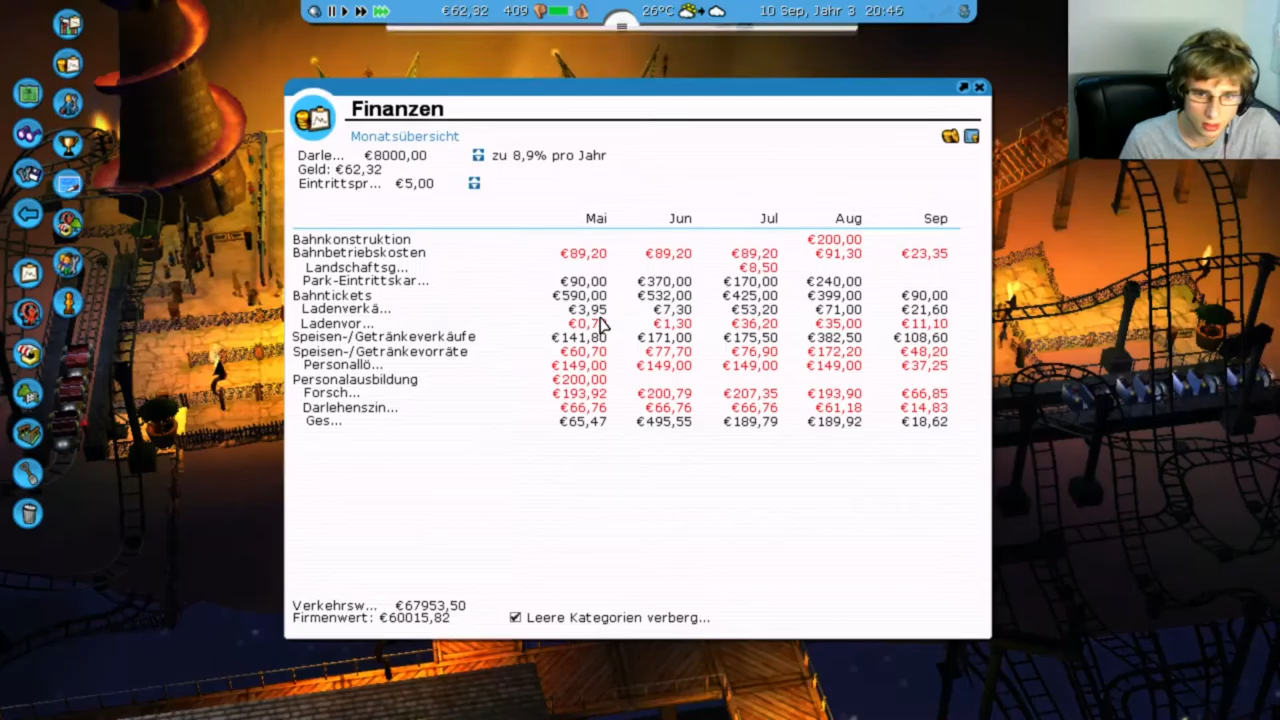 €62,32 409 26°C 10 Sep, Jahr 3 20:46
Finanzen
Monatsübersicht
Darle... €8000,00 zu 8,9% pro Jahr
Geld: €62,32
Eintrittspr... €5,00
Mai Jun Jul Aug Sep
Bahnkonstruktion €200,00
Bahnbetriebskosten €89,20 €89,20 €89,20 €91,30 €23,35
Landschaftsg... €8,50
Park-Eintrittskar... €90,00 €370,00 €170,00 €240,00
Bahntickets €590,00 €532,00 €425,00 €399,00 €90,00
Ladenverkä... €3,95 €7,30 €53,20 €71,00 €21,60
Ladenvor... €1,30 €36,20 €35,00 €11,10
Speisen-/Getränkeverkäufe €141,80 €171,00 €175,50 €382,50 €108,60
Speisen-/Getränkevorräte €60,70 €77,70 €76,90 €172,20 €48,20
Personallö... €149,00 €149,00 €149,00 €149,00 €37,25
Personalausbildung €200,00
Forsch... €193,92 €200,79 €207,35 €193,90 €66,85
Darlehenszin... €66,76 €66,76 €66,76 €61,18 €14,83
Ges... €65,47 €495,55 €189,79 €189,92 €18,62
Verkehrsw... €67953,50
Firmenwert: €60015,82 Leere Kategorien verberg...